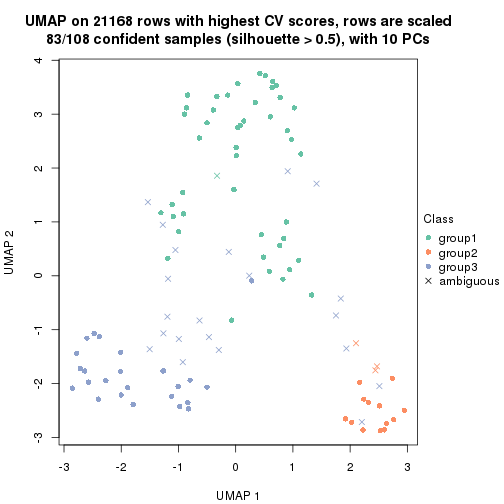 UMAP on 21168 rows with highest CV scores, rows are scaled
83/108 confident samples (silhouette > 0.5), with 10 PCs
4
3
2
1
0
-1
-2
-3
UMAP 2
-3
-2
-1
0
1
2
3
UMAP 1
Class
group1
group2
group3
ambiguous